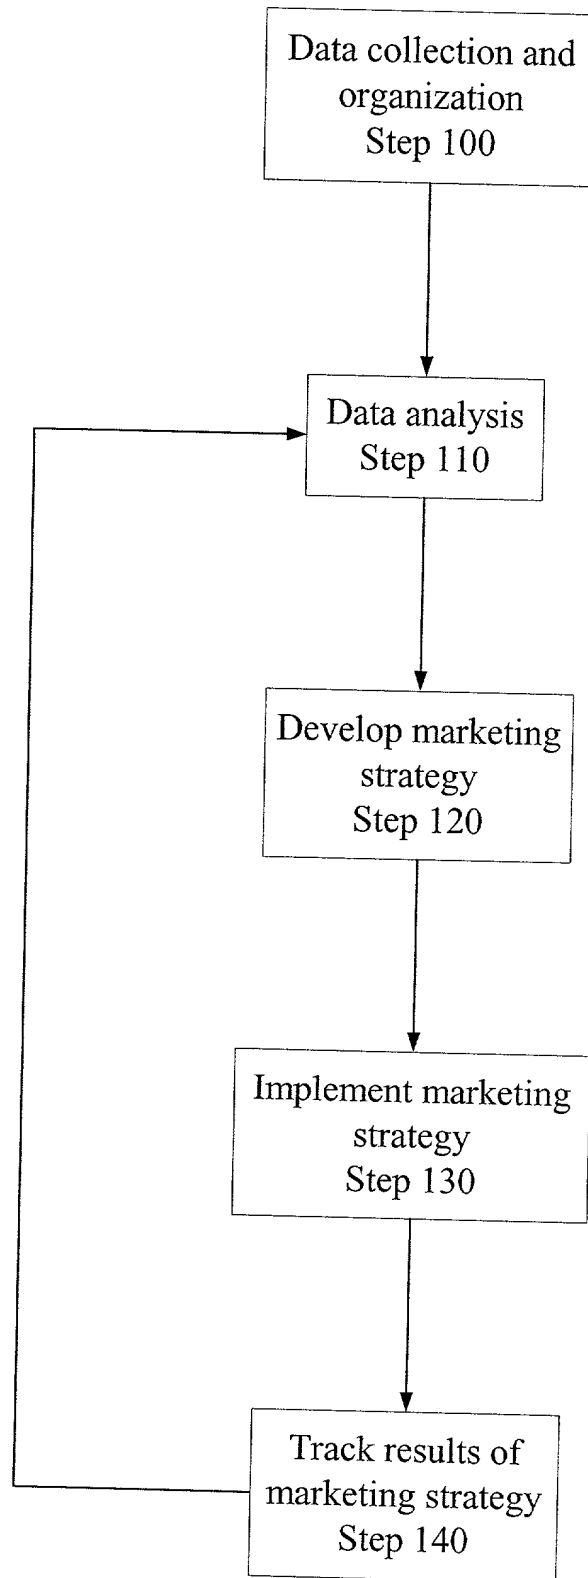 Data collection and
organization
Step 100
Data analysis
Step 110
Develop marketing
strategy
Step 120
Implement marketing
strategy
Step 130
Track results of
marketing strategy
Step 140